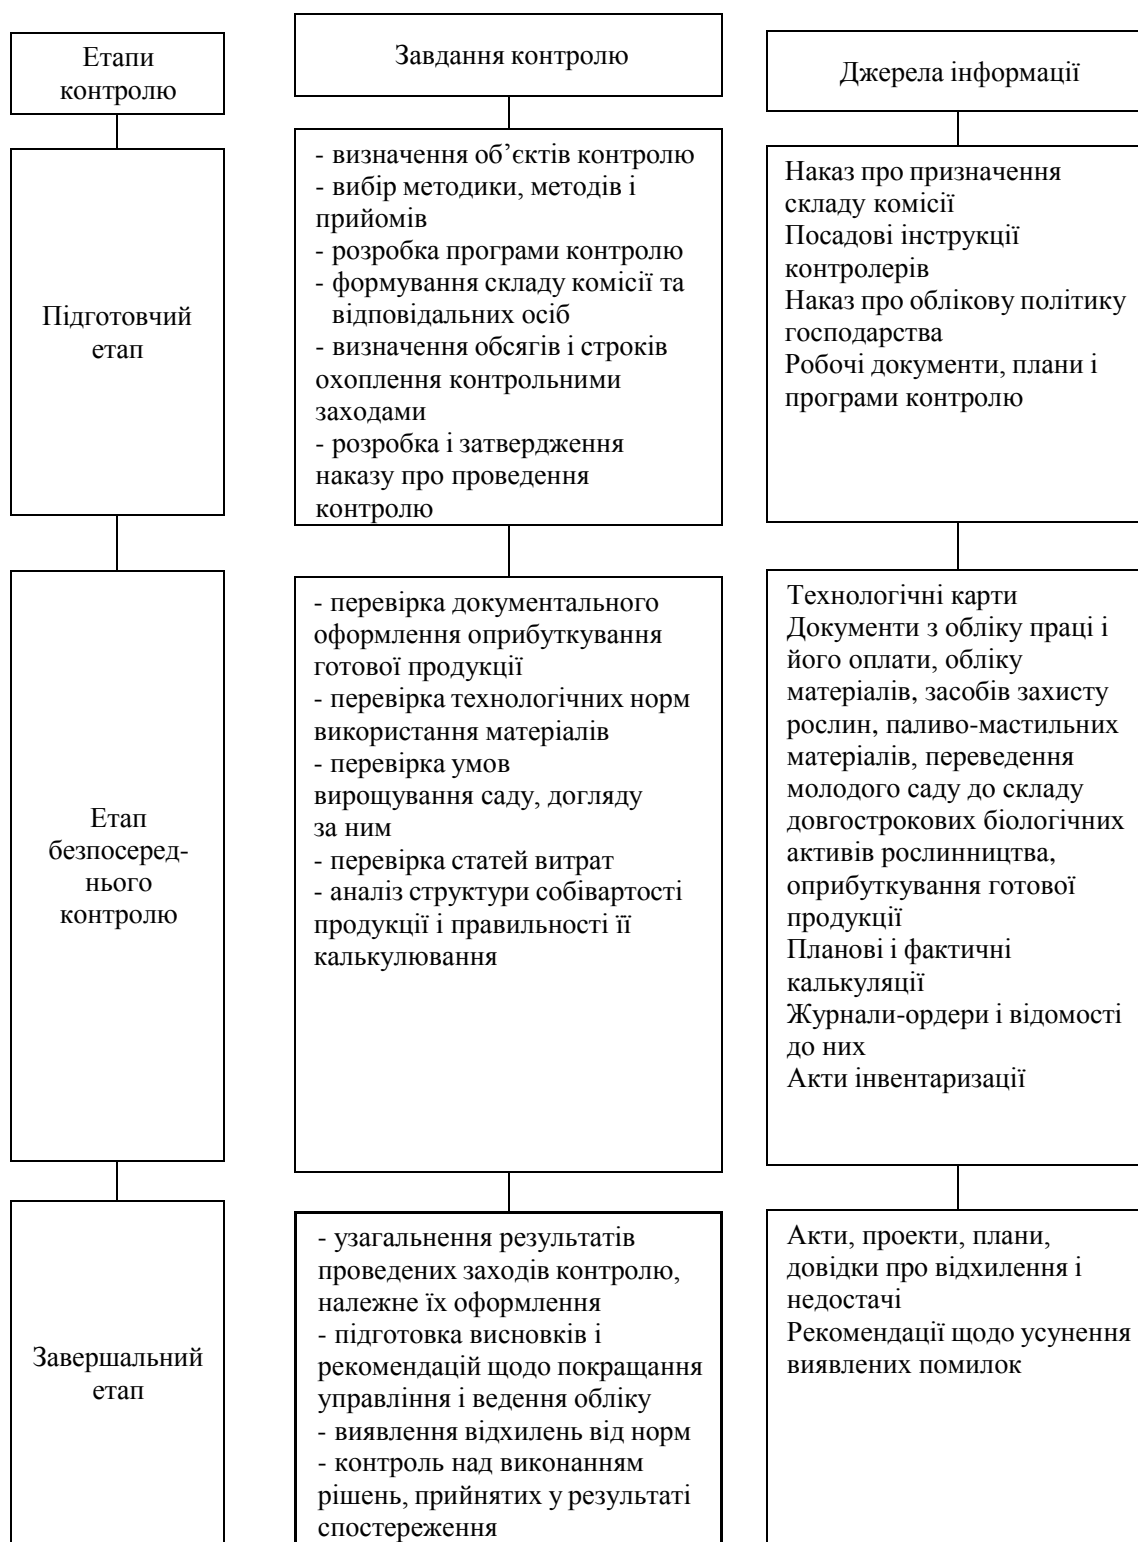 Етапи
контролю
Завдання контролю
Джерела інформації
Підготовчий
етап
- визначення об’єктів контролю
- вибір методики, методів і
прийомів
- розробка програми контролю
- формування складу комісії та
відповідальних осіб
- визначення обсягів і строків
охоплення контрольними
заходами
- розробка і затвердження
наказу про проведення
контролю
Наказ про призначення
складу комісії
Посадові інструкції
контролерів
Наказ про облікову політику
господарства
Робочі документи, плани і
програми контролю
Етап
безпосеред-
нього
контролю
- перевірка документального
оформлення оприбуткування
готової продукції
- перевірка технологічних норм
використання матеріалів
- перевірка умов
вирощування саду, догляду
за ним
- перевірка статей витрат
- аналіз структури собівартості
продукції і правильності її
калькулювання
Технологічні карти
Документи з обліку праці і
його оплати, обліку
матеріалів, засобів захисту
рослин, паливо-мастильних
матеріалів, переведення
молодого саду до складу
довгострокових біологічних
активів рослинництва,
оприбуткування готової
продукції
Планові і фактичні
калькуляції
Журнали-ордери і відомості
до них
Акти інвентаризації
Завершальний
етап
- узагальнення результатів
проведених заходів контролю,
належне їх оформлення
- підготовка висновків і
рекомендацій щодо покращання
управління і ведення обліку
- виявлення відхилень від норм
- контроль над виконанням
рішень, прийнятих у результаті
спостереження
Акти, проекти, плани,
довідки про відхилення і
недостачі
Рекомендації щодо усунення
виявлених помилок